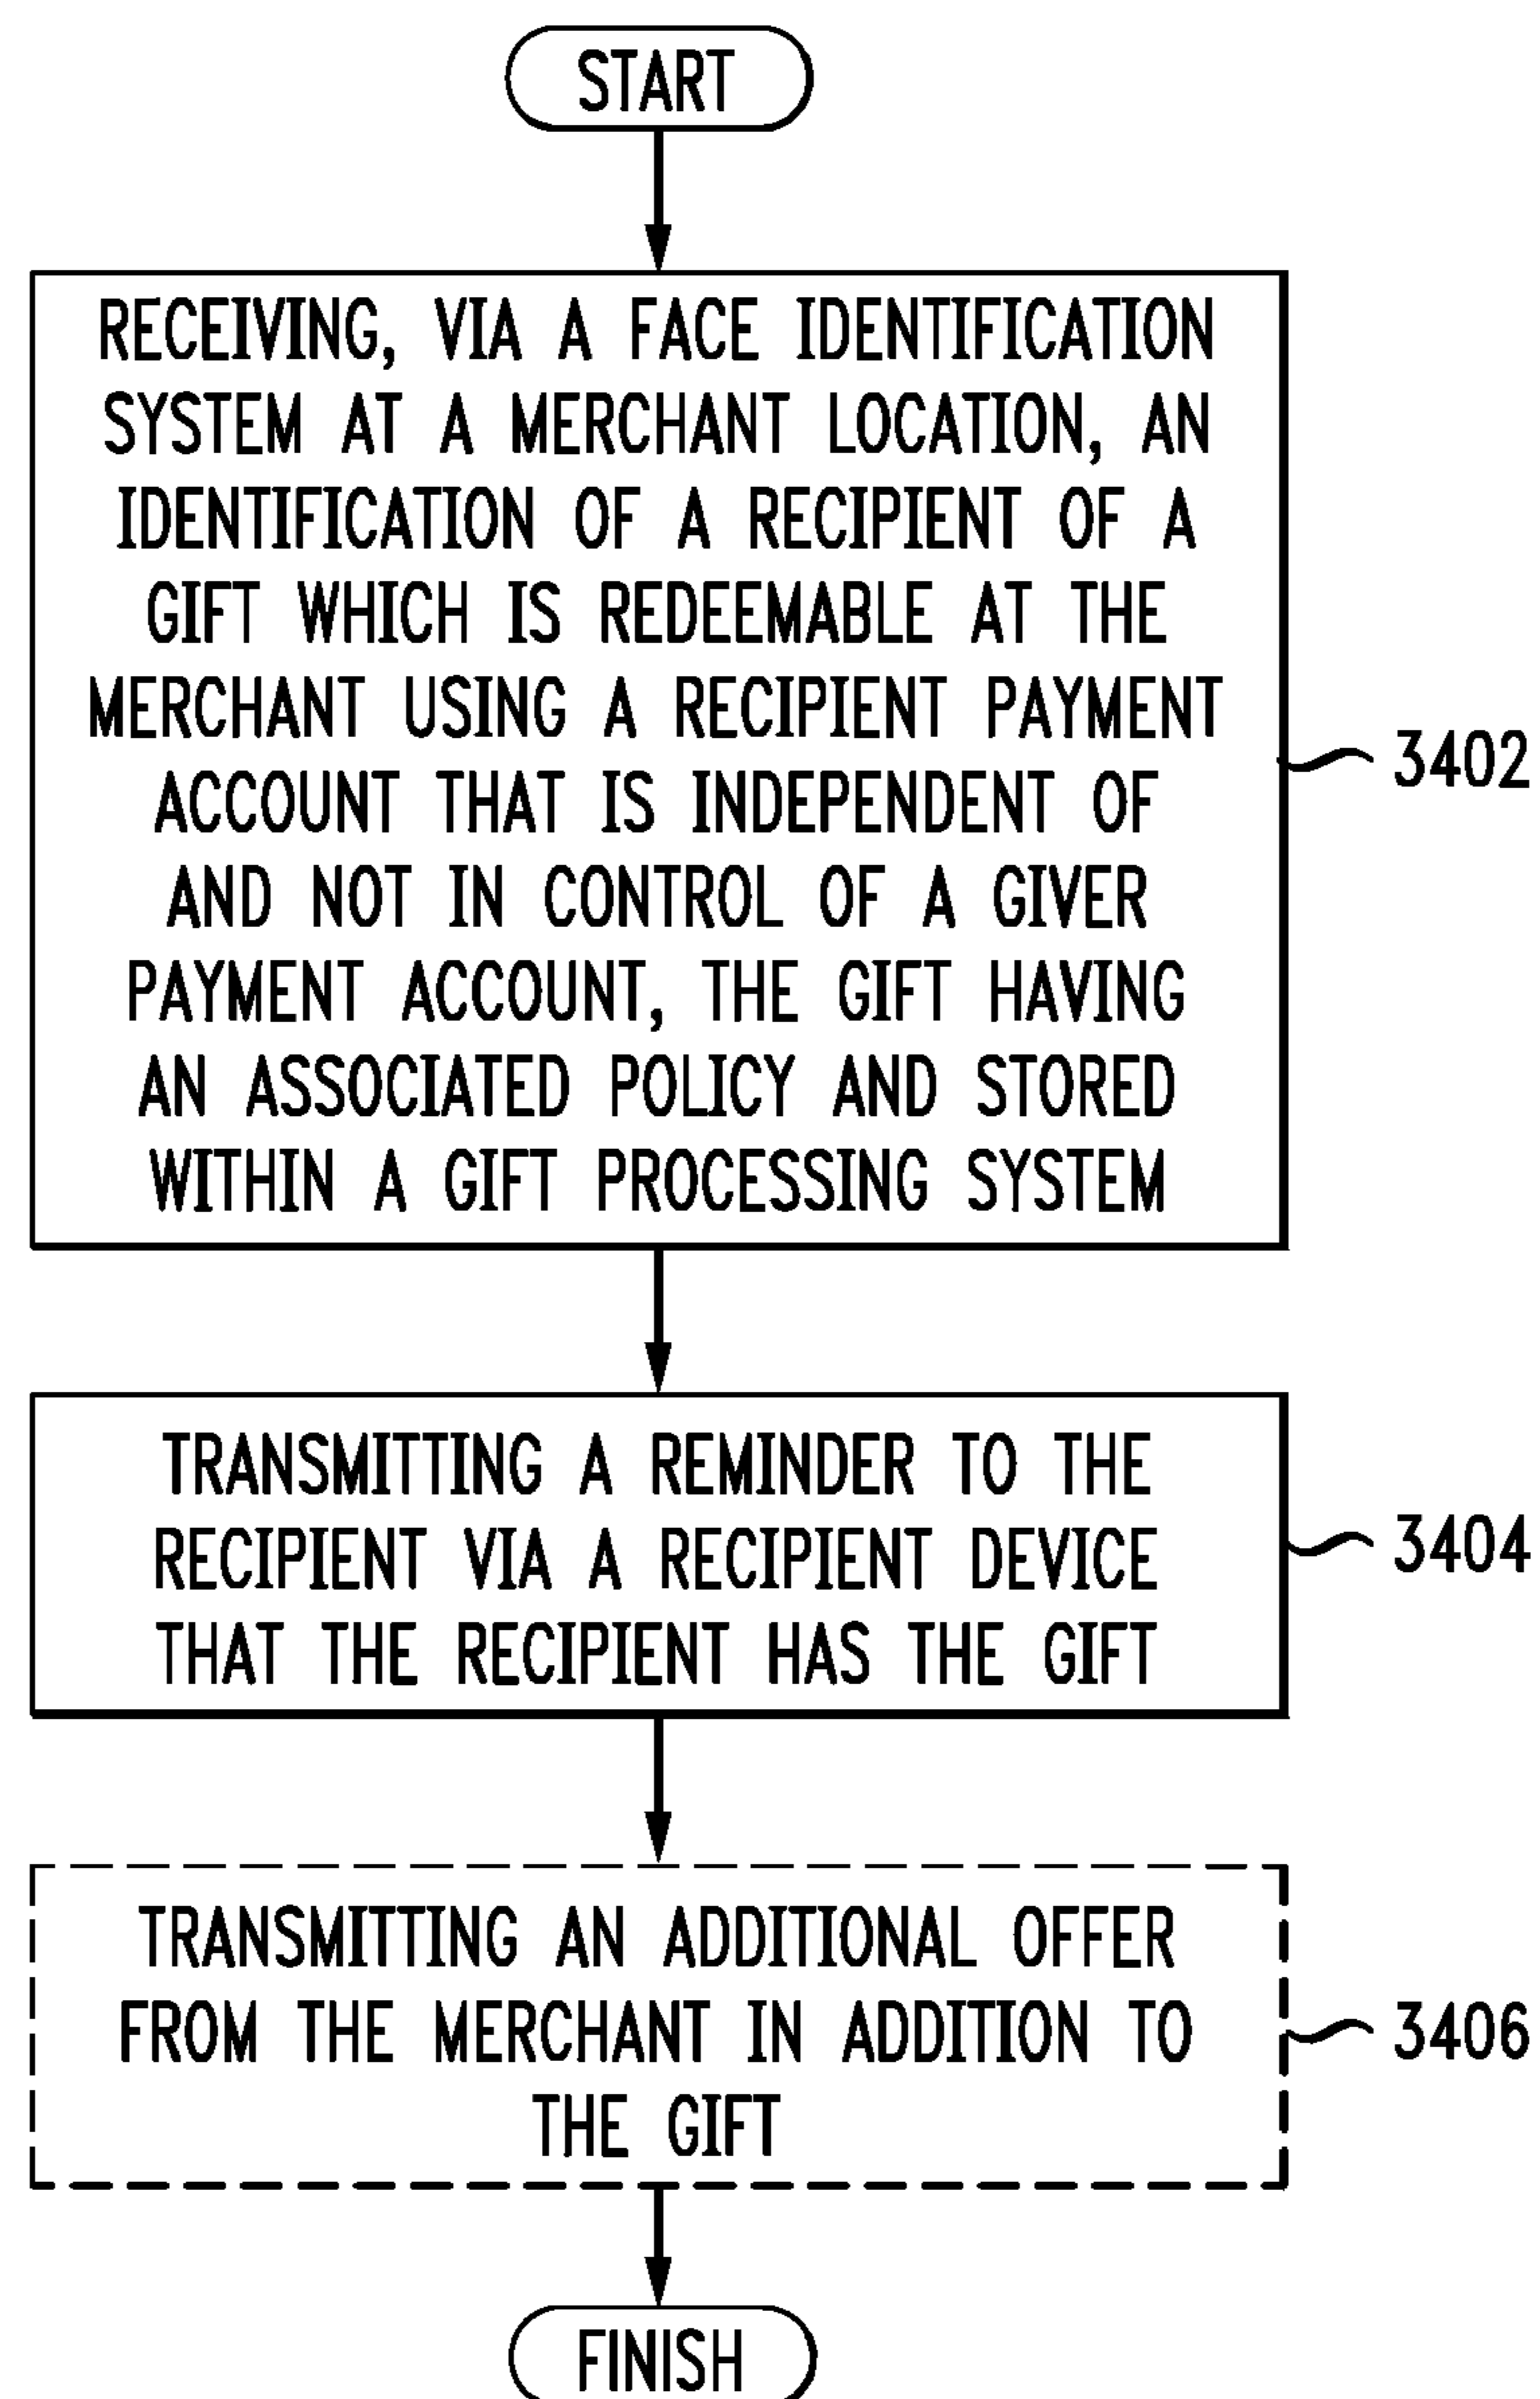 START
RECEIVING, VIA A FACE IDENTIFICATION
SYSTEM AT A MERCHANT LOCATION, AN
IDENTIFICATION OF A RECIPIENT OF A
GIFT WHICH IS REDEEMABLE AT THE
MERCHANT USING A RECIPIENT PAYMENT
ACCOUNT THAT IS INDEPENDENT OF
AND NOT IN CONTROL OF A GIVER
PAYMENT ACCOUNT, THE GIFT HAVING
AN ASSOCIATED POLICY AND STORED
WITHIN A GIFT PROCESSING SYSTEM
3402
TRANSMITTING A REMINDER TO THE
RECIPIENT VIA A RECIPIENT DEVICE
THAT THE RECIPIENT HAS THE GIFT
3404
TRANSMITTING AN ADDITIONAL OFFER
FROM THE MERCHANT IN ADDITION TO
THE GIFT
3406
FINISH